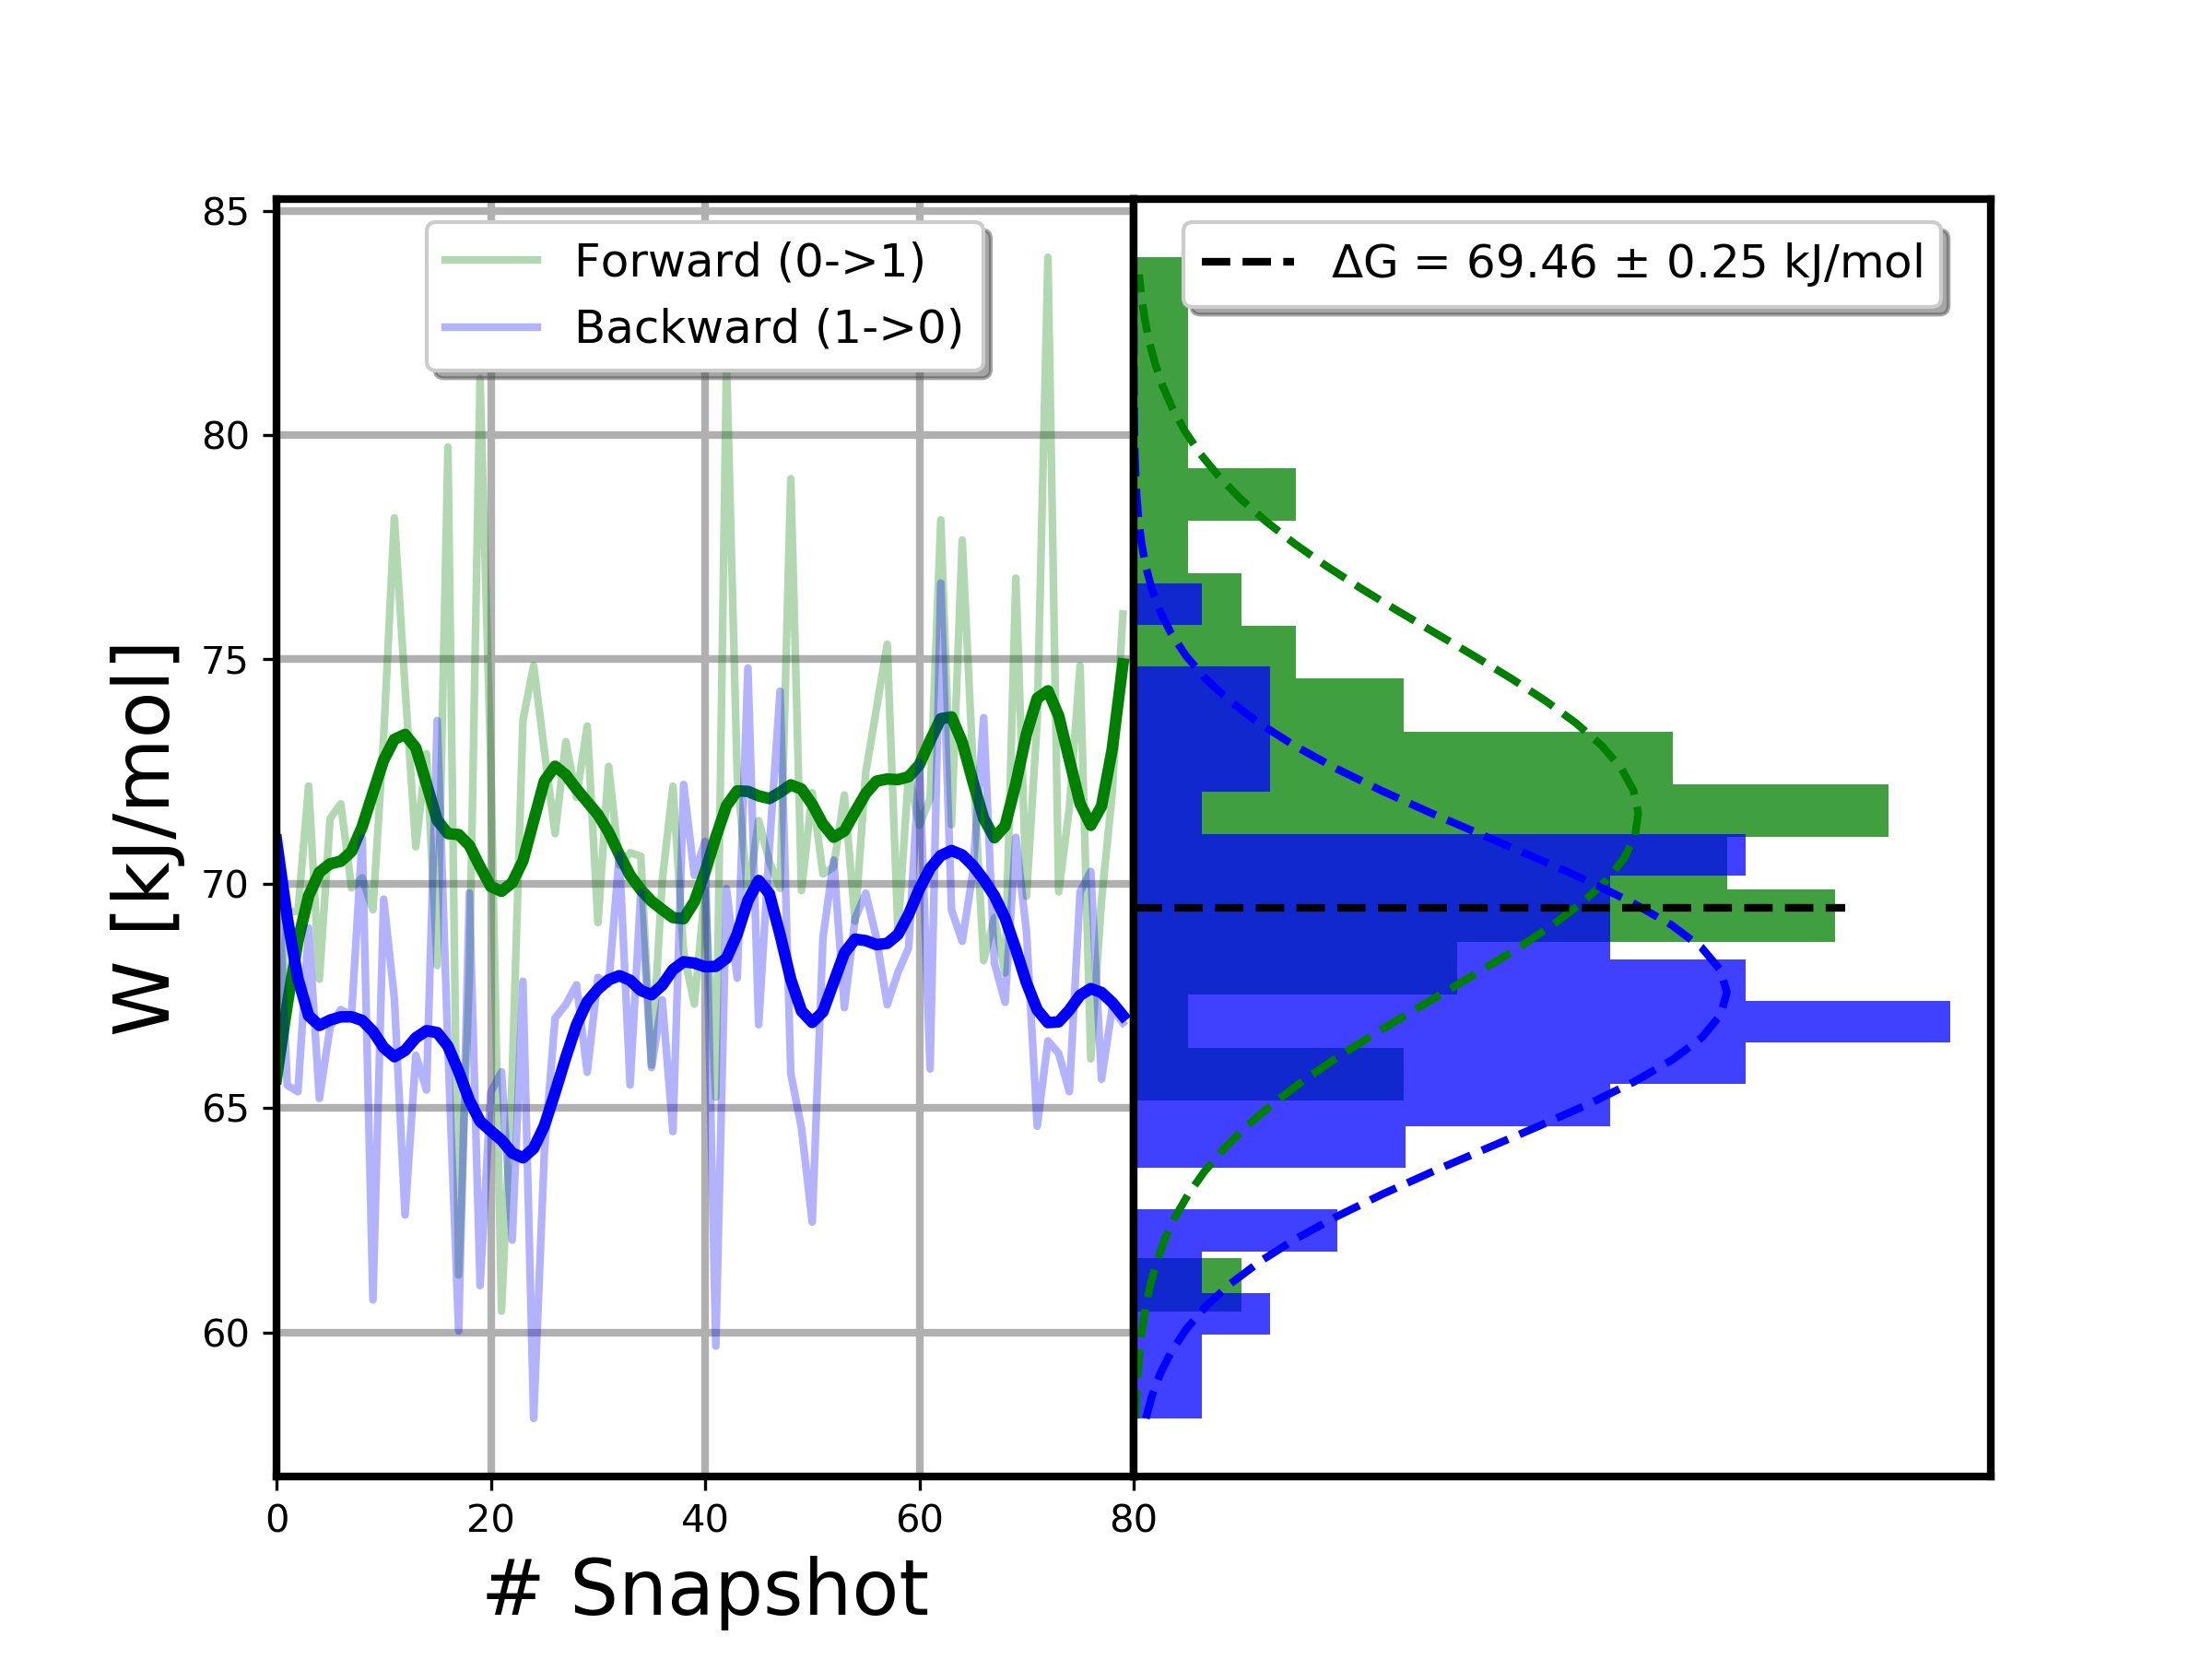 Forward (0->1)
Backward (1->0)
ΔG = 69.46 ± 0.25 kJ/mol
W [kJ/mol]
85
80
75
70
65
60
0 20 40 60 80
# Snapshot